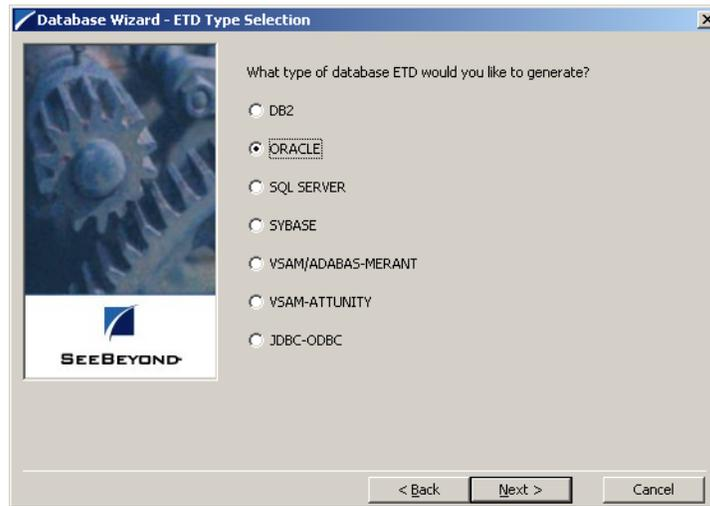 Database Wizard - ETD Type Selection
What type of database ETD would you like to generate?
DB2
ORACLE
SQL SERVER
SYBASE
VSAM/ADABAS-MERANT
VSAM-ATTUNITY
JDBC-ODBC
SEEBEYOND
< Back Next > Cancel